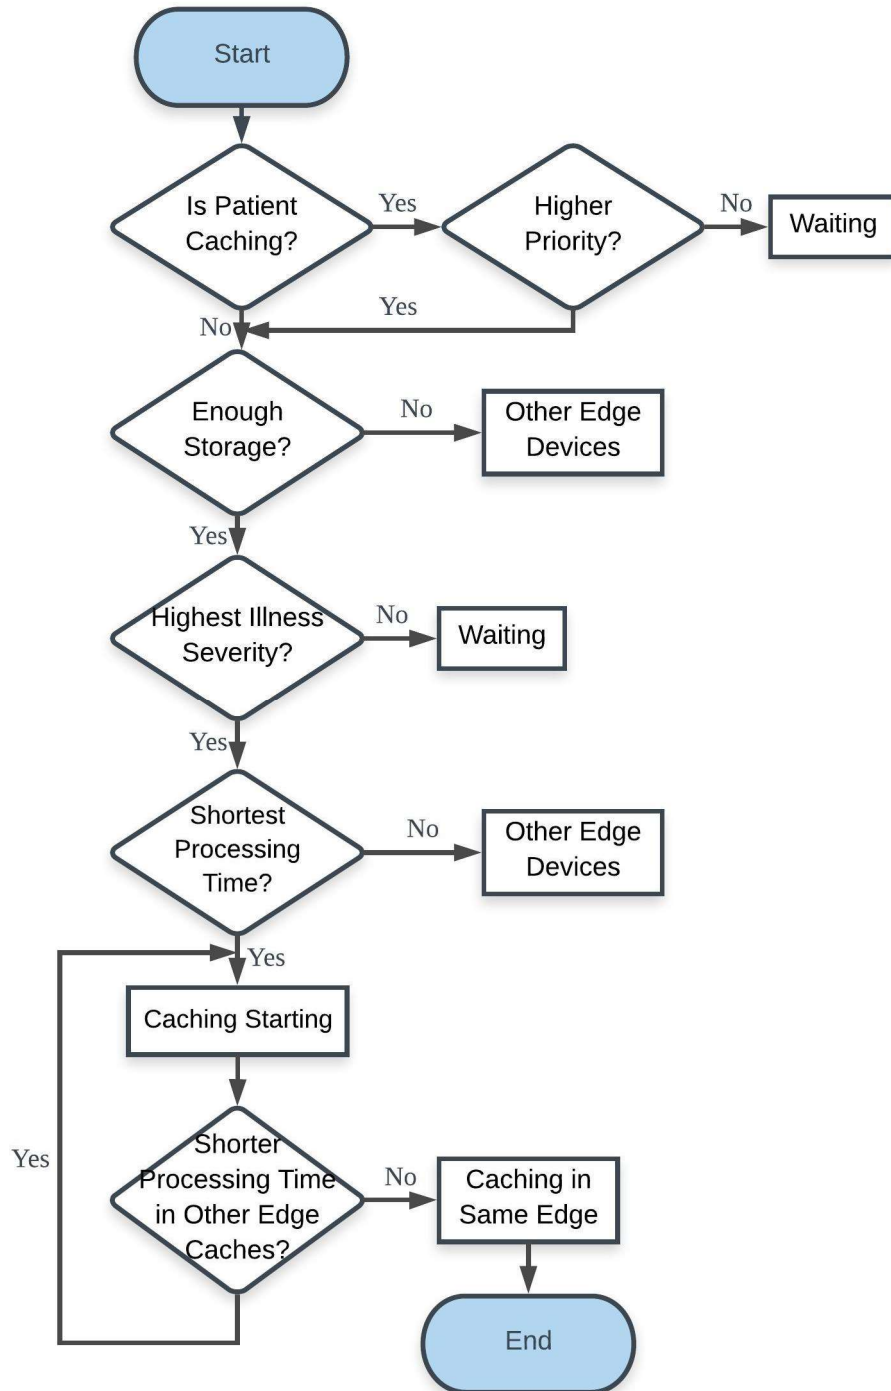 Start
Is Patient
Caching?
Yes
Higher
Priority?
No
Waiting
Yes
No
Enough
Storage?
No
Other Edge
Devices
Yes
Highest Illness
Severity?
No
Waiting
Yes
Shortest
Processing
Time?
No
Other Edge
Devices
Yes
Caching Starting
Yes
Shorter
Processing Time
in Other Edge
Caches?
No
Caching in
Same Edge
End